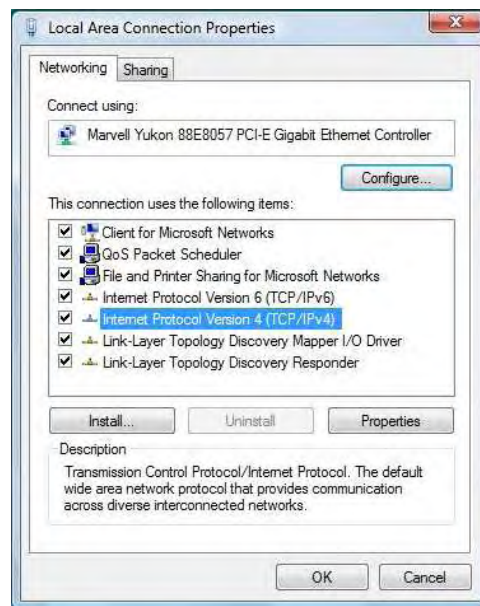 Local Area Connection Properties
Networking Sharing
Connect using:
Marvell Yukon 88E8057 PCI-E Gigabit Ethernet Controller
Configure...
This connection uses the following items:
Client for Microsoft Networks
QoS Packet Scheduler
File and Printer Sharing for Microsoft Networks
Internet Protocol Version 6 (TCP/IPv6)
Internet Protocol Version 4 (TCP/IPv4)
Link-Layer Topology Discovery Mapper I/O Driver
Link-Layer Topology Discovery Responder
Install... Uninstall Properties
Description
Transmission Control Protocol/Internet Protocol. The default
wide area network protocol that provides communication
across diverse interconnected networks.
OK Cancel